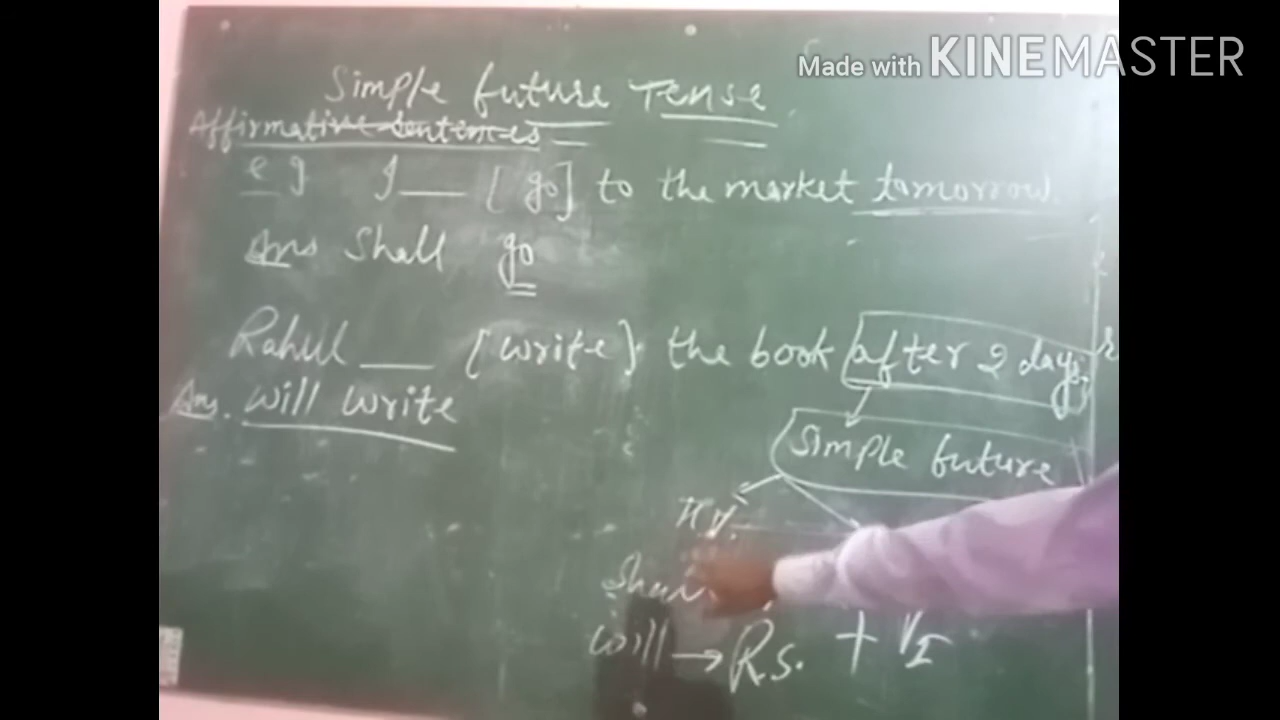 Made with KINEMASTER
Simple future Tense
Affirmative Sentences
eg I ___ [go] to the market tomorrow.
Ans Shall go
Rahul ___ [write] the book after 2 days.
Ans. will write
Simple future
H.V.
will → R.S. + V I